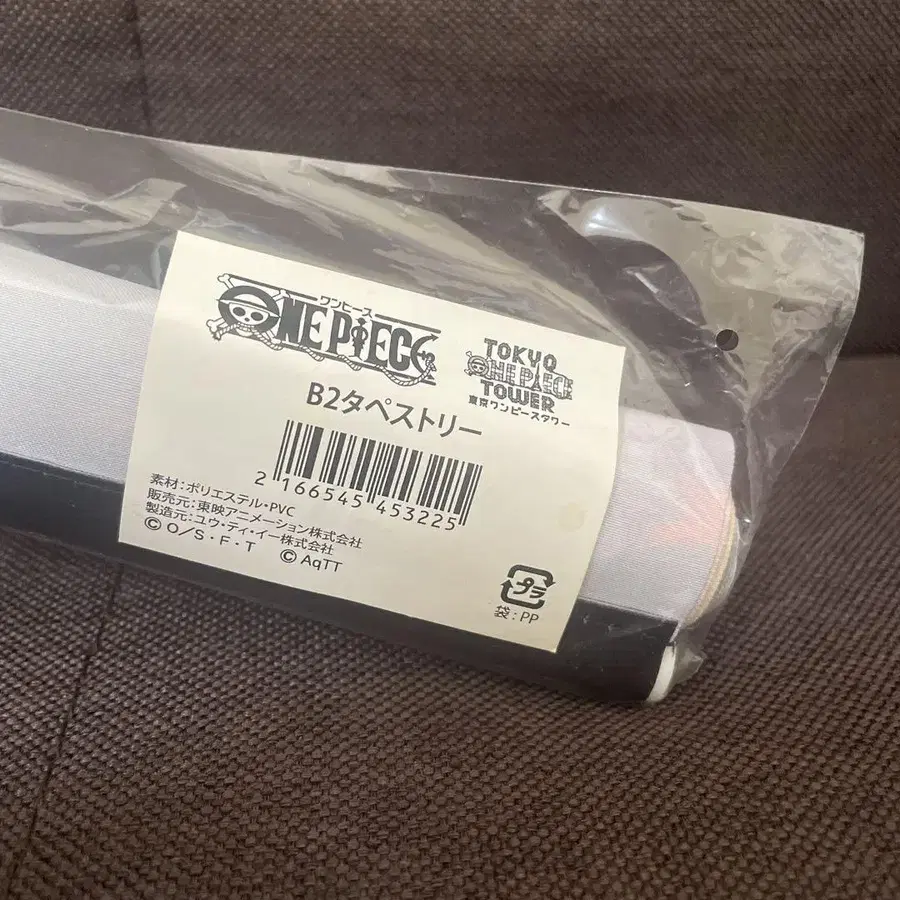 ワンピース
ONE PIECE
TOKYO
ONE PIECE
TOWER
東京ワンピースタワー
B2タペストリー
2 166545 453225
素材:ポリエステル・PVC
販売元:東映アニメーション株式会社
製造元:ユウ・ティ・イー株式会社
©O/S・F・T ©AqTT
プラ
袋:PP